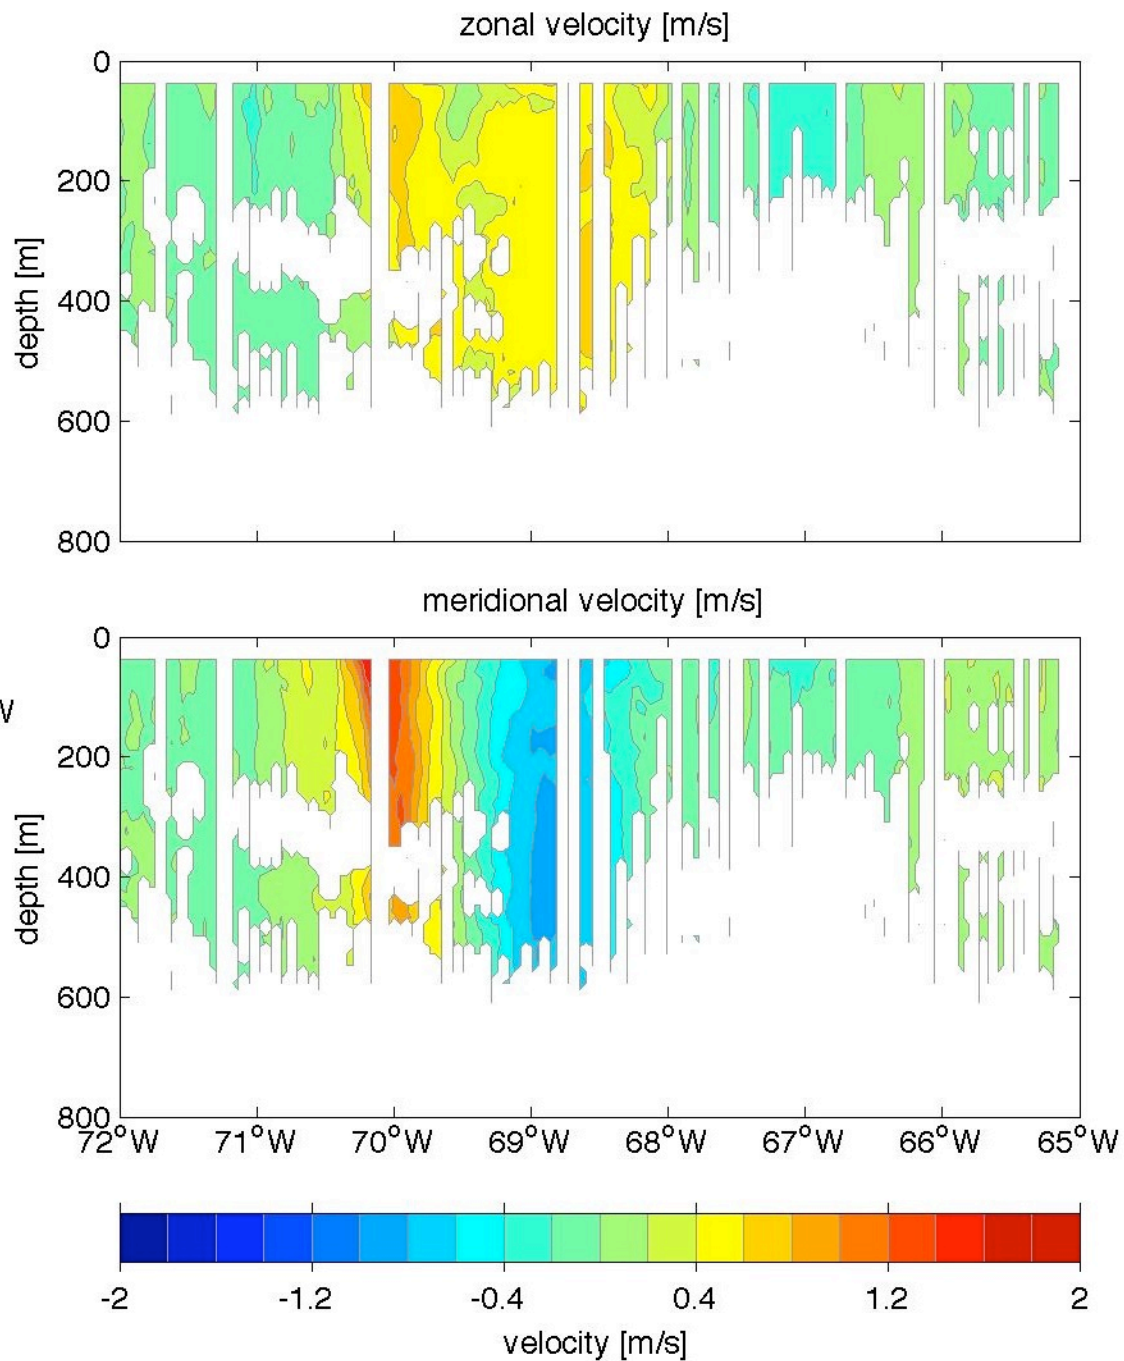 zonal velocity [m/s]
0
200
400
600
800
depth [m]
meridional velocity [m/s]
0
W
200
400
600
800
depth [m]
72°W 71°W 70°W 69°W 68°W 67°W 66°W 65°W
-2 -1.2 -0.4 0.4 1.2 2
velocity [m/s]